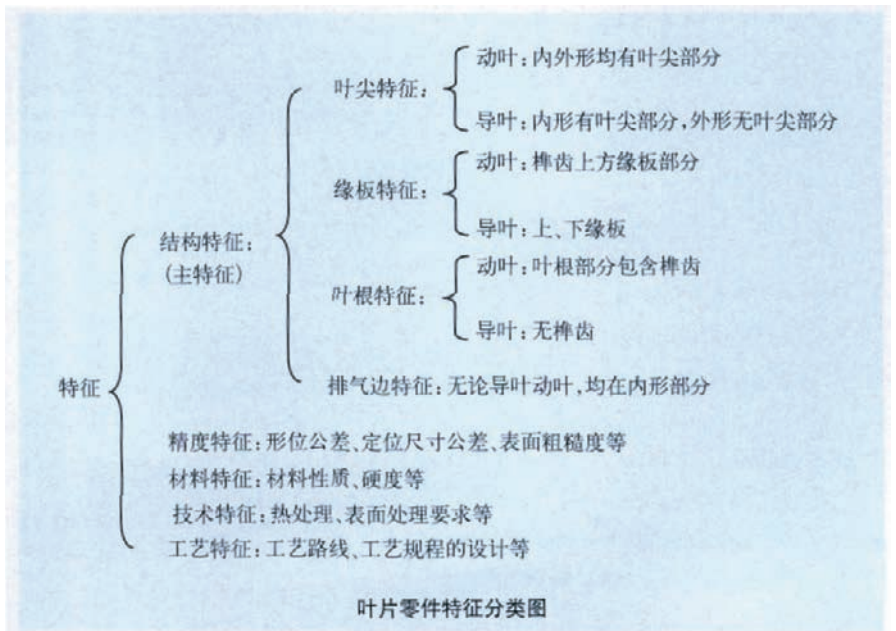 动叶：内外形均有叶尖部分
叶尖特征：
导叶：内形有叶尖部分，外形无叶尖部分
动叶：榫齿上方缘板部分
缘板特征：
导叶：上、下缘板
结构特征：
(主特征)
动叶：叶根部分包含榫齿
叶根特征：
导叶：无榫齿
排气边特征：无论导叶动叶，均在内形部分
特征
精度特征：形位公差、定位尺寸公差、表面粗糙度等
材料特征：材料性质、硬度等
技术特征：热处理、表面处理要求等
工艺特征：工艺路线、工艺规程的设计等
叶片零件特征分类图